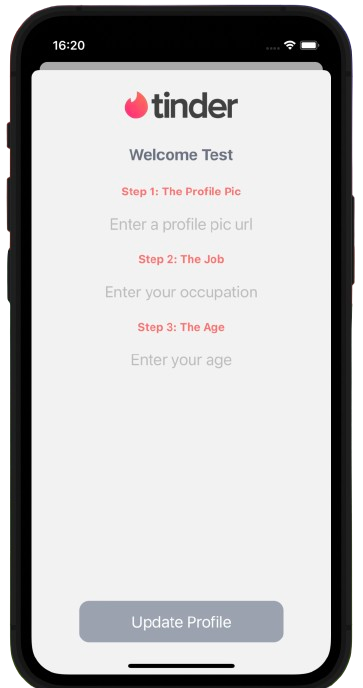 16:20
tinder
Welcome Test
Step 1: The Profile Pic
Enter a profile pic url
Step 2: The Job
Enter your occupation
Step 3: The Age
Enter your age
Update Profile